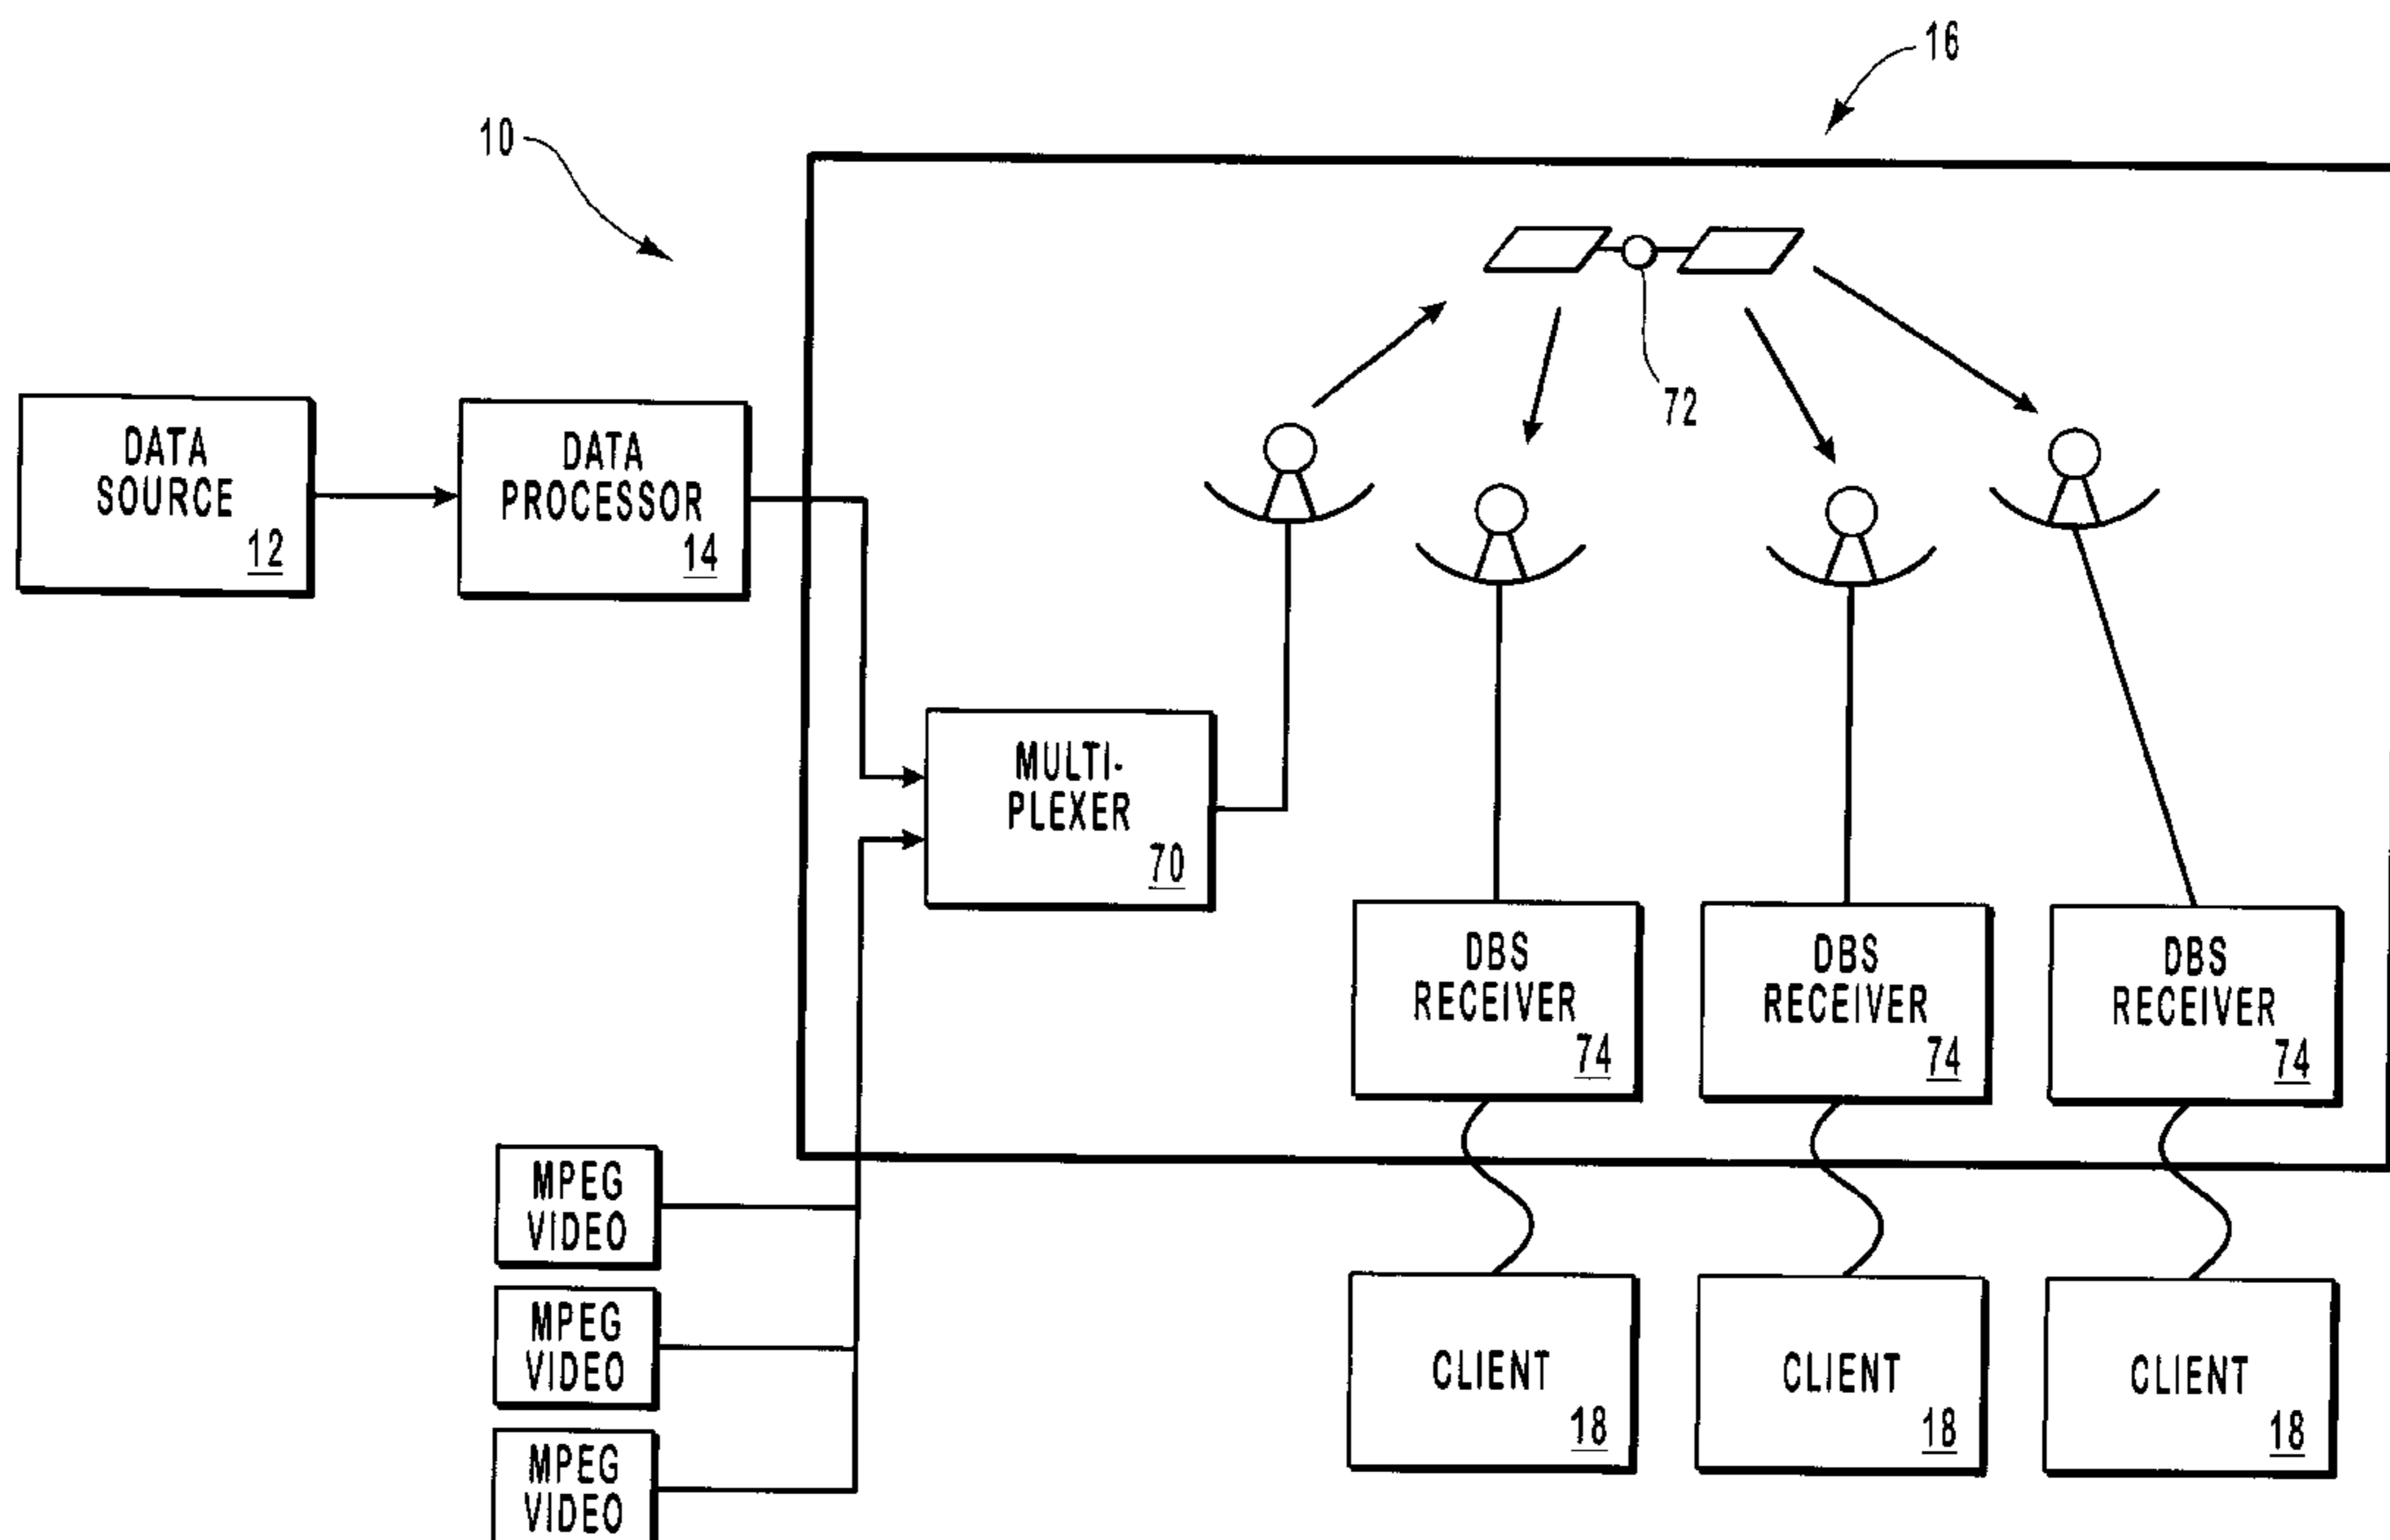 16
10
72
DATA
SOURCE
12
DATA
PROCESSOR
14
MULTI-
PLEXER
70
DBS
RECEIVER
74
DBS
RECEIVER
74
DBS
RECEIVER
74
MPEG
VIDEO
MPEG
VIDEO
MPEG
VIDEO
CLIENT
18
CLIENT
18
CLIENT
18